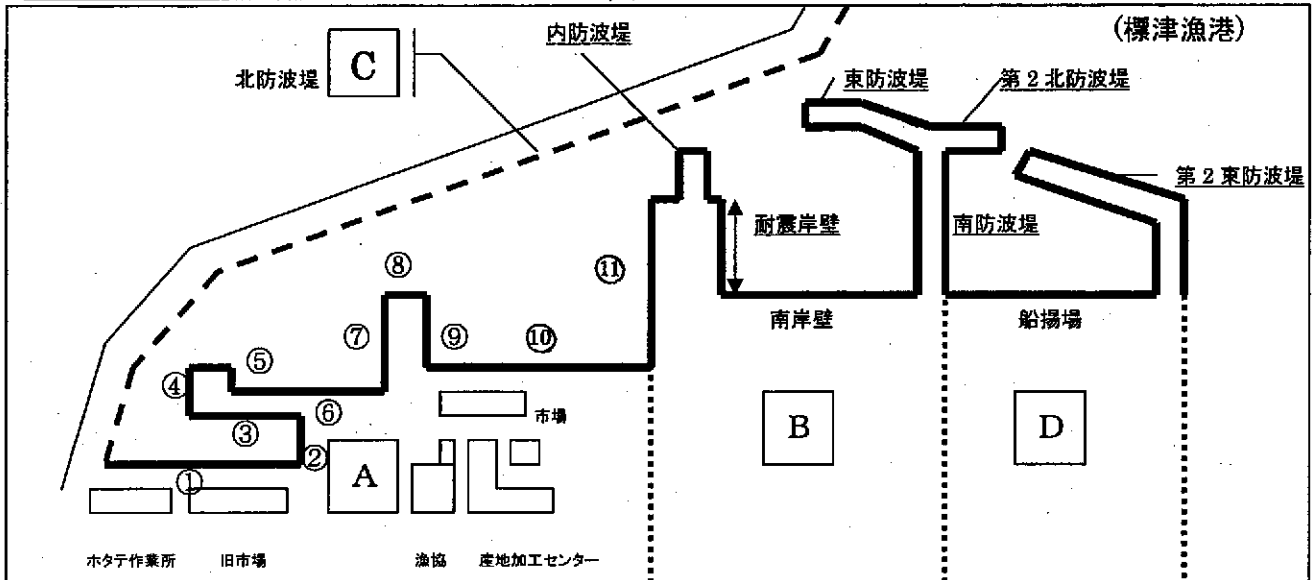 (標津漁港)
内防波堤
C
北防波堤
東防波堤
第2北防波堤
第2東防波堤
耐震岸壁
南防波堤
⑧
⑪
⑦
⑨
⑩
南岸壁
船揚場
⑤
④
⑥
③
市場
②
①
A
B
D
ホタテ作業所
旧市場
漁協
産地加工センター